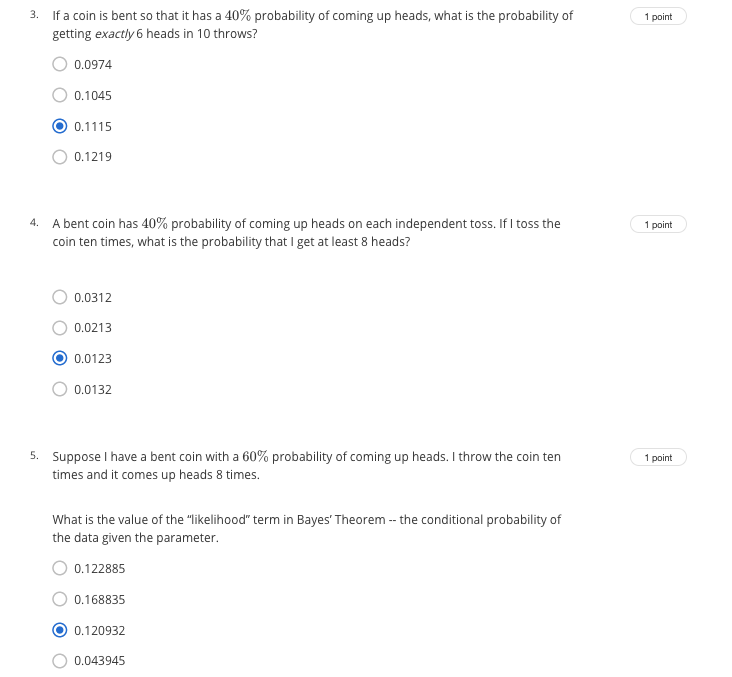 3. If a coin is bent so that it has a 40% probability of coming up heads, what is the probability of
1 point
getting exactly 6 heads in 10 throws?
0.0974
0.1045
0.1115
0.1219
4. A bent coin has 40% probability of coming up heads on each independent toss. If I toss the
1 point
coin ten times, what is the probability that I get at least 8 heads?
0.0312
0.0213
0.0123
0.0132
5. Suppose I have a bent coin with a 60% probability of coming up heads. I throw the coin ten
1 point
times and it comes up heads 8 times.
What is the value of the “likelihood” term in Bayes’ Theorem -- the conditional probability of
the data given the parameter.
0.122885
0.168835
0.120932
0.043945